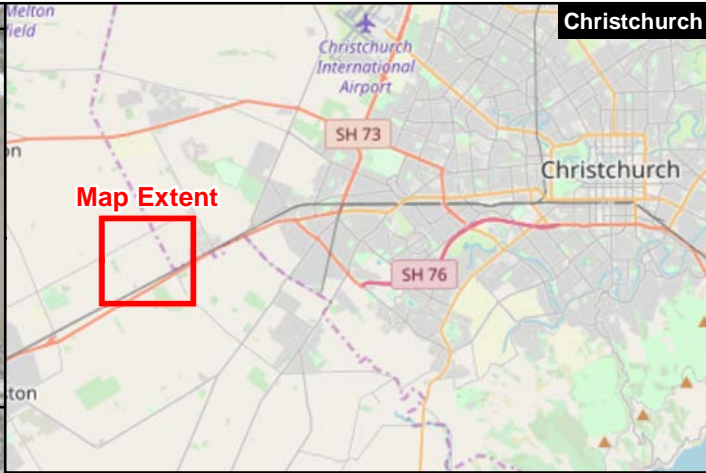 Melton
field
Christchurch
Christchurch
International
Airport
SH 73
on
Christchurch
Map Extent
SH 76
ston